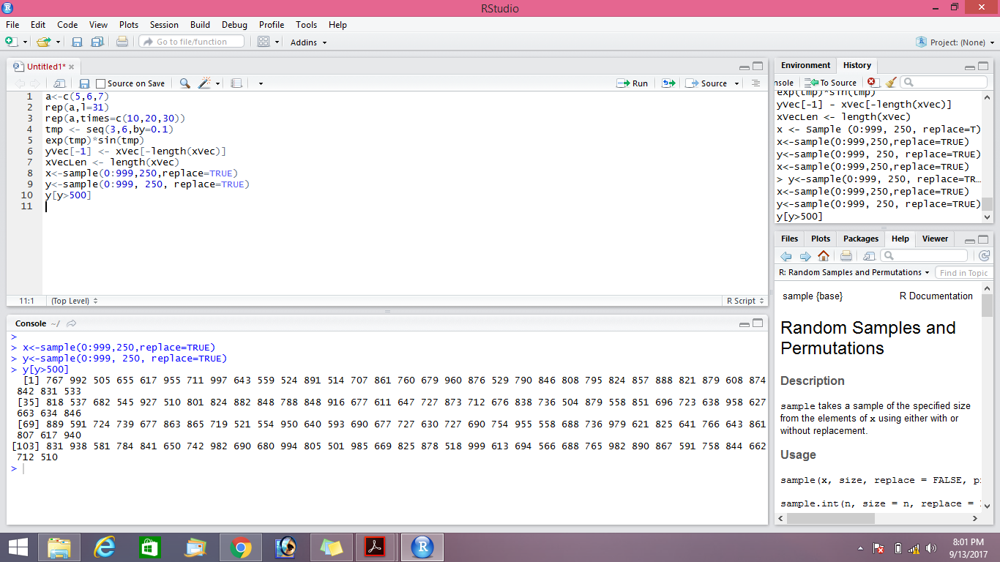 RStudio
File Edit Code View Plots Session Build Debug Profile Tools Help
Go to file/function Addins Project: (None)
Untitled1*
Source on Save Run Source
1 a<-c(5,6,7)
2 rep(a,l=31)
3 rep(a,times=c(10,20,30))
4 tmp <- seq(3,6,by=0.1)
5 exp(tmp)*sin(tmp)
6 yVec[-1] <- xVec[-length(xVec)]
7 xVecLen <- length(xVec)
8 x<-sample(0:999,250,replace=TRUE)
9 y<-sample(0:999, 250, replace=TRUE)
10 y[y>500]
11
11:1 (Top Level) R Script
Console ~/
>
> x<-sample(0:999,250,replace=TRUE)
> y<-sample(0:999, 250, replace=TRUE)
> y[y>500]
[1] 767 992 505 655 617 955 711 997 643 559 524 891 514 707 861 760 679 960 876 529 790 846 808 795 824 857 888 821 879 608 874
842 831 533
[35] 818 537 682 545 927 510 801 824 882 848 788 848 916 677 611 647 727 873 712 676 838 736 504 879 558 851 696 723 638 958 627
663 634 846
[69] 889 591 724 739 677 863 865 719 521 554 950 640 593 690 677 727 630 727 690 754 955 558 688 736 979 621 825 641 766 643 861
807 617 940
[103] 831 938 581 784 841 650 742 982 690 680 994 805 501 985 669 825 878 518 999 613 694 566 688 765 982 890 867 591 758 844 662
712 510
>
Environment History
nsole To Source
exp(tmp)*sin(tmp)
yVec[-1] - xVec[-length(xVec)]
xVecLen <- length(xVec)
x <- Sample (0:999, 250, replace=T)
x<-sample(0:999,250,replace=TRUE)
y<-sample(0:999, 250, replace=TRUE)
x<-sample(0:999,250,replace=TRUE)
> y<-sample(0:999, 250, replace=TR…
x<-sample(0:999,250,replace=TRUE)
y<-sample(0:999, 250, replace=TRUE)
y[y>500]
Files Plots Packages Help Viewer
R: Random Samples and Permutations Find in Topic
sample {base} R Documentation
Random Samples and
Permutations
Description
sample takes a sample of the specified size
from the elements of x using either with or
without replacement.
Usage
sample(x, size, replace = FALSE, p
sample.int(n, size = n, replace =
8:01 PM
9/13/2017